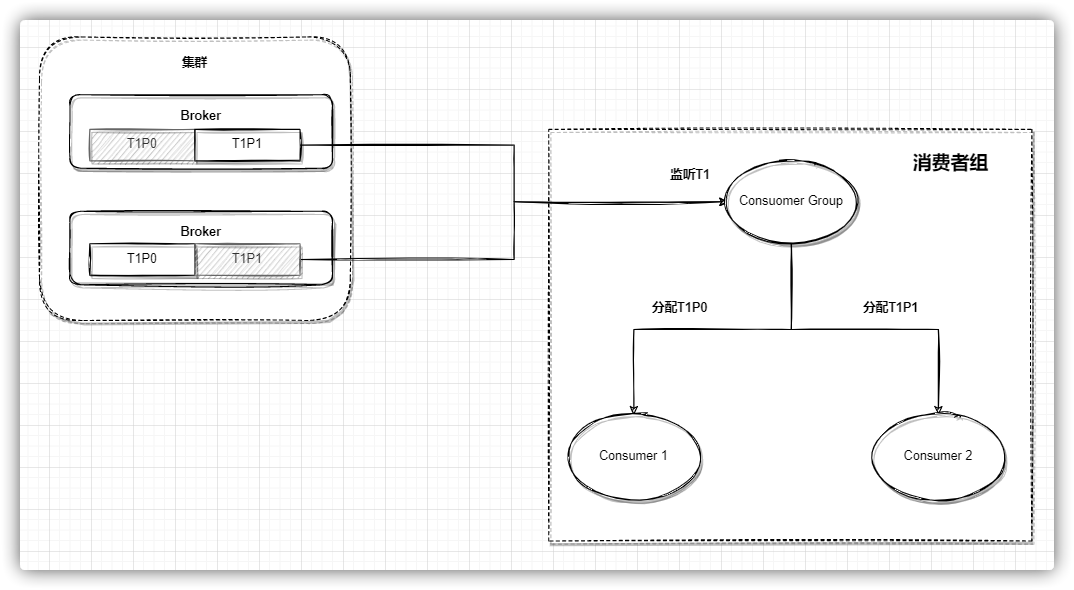 集群
Broker
T1P0 T1P1
Broker
T1P0 T1P1
消费者组
监听T1
Consuomer Group
分配T1P0
分配T1P1
Consumer 1
Consumer 2